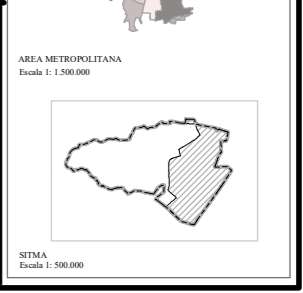 AREA METROPOLITANA
Escala 1: 1.500.000
SITMA
Escala 1: 500.000